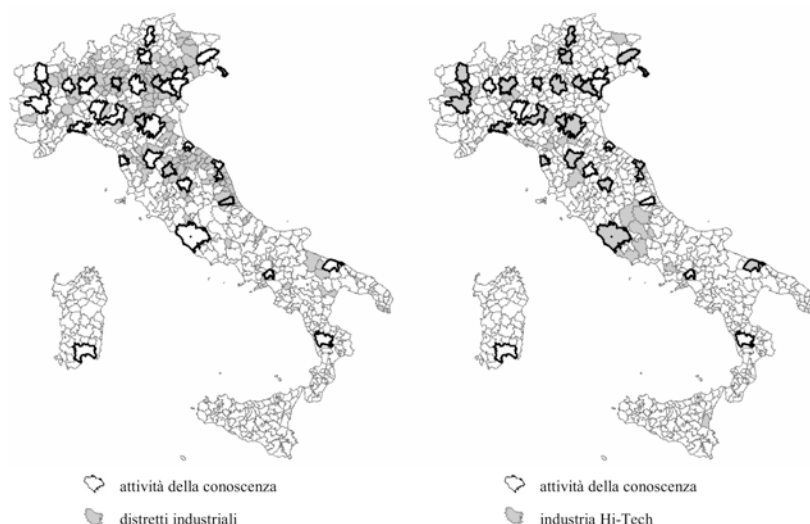 attività della conoscenza
distretti industriali
attività della conoscenza
industria Hi-Tech